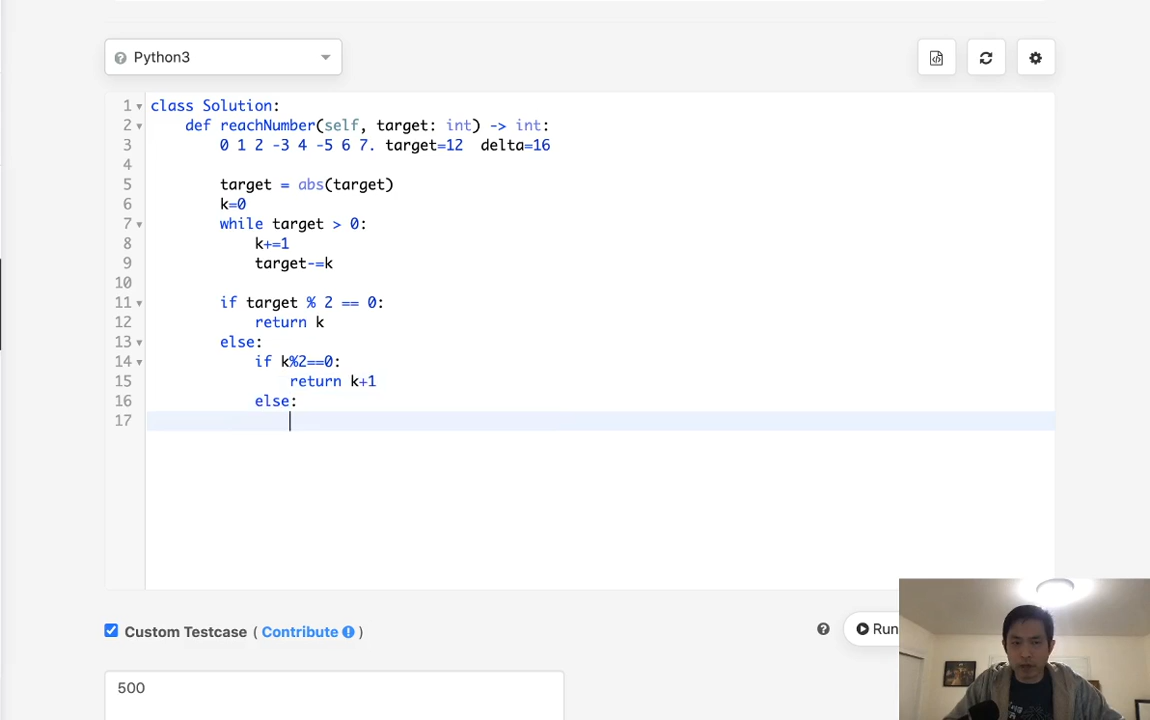 Python3
1 class Solution:
2 def reachNumber(self, target: int) -> int:
3 0 1 2 -3 4 -5 6 7. target=12 delta=16
4
5 target = abs(target)
6 k=0
7 while target > 0:
8 k+=1
9 target-=k
10
11 if target % 2 == 0:
12 return k
13 else:
14 if k%2==0:
15 return k+1
16 else:
17
Custom Testcase ( Contribute )
Run
500